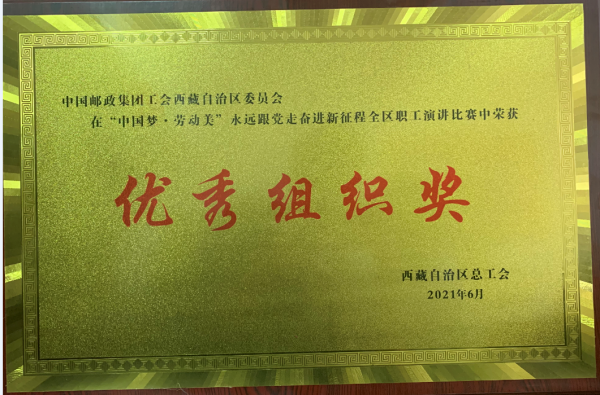 中国邮政集团工会西藏自治区委员会
在“中国梦·劳动美”永远跟党走奋进新征程全区职工演讲比赛中荣获
优秀组织奖
西藏自治区总工会
2021年6月